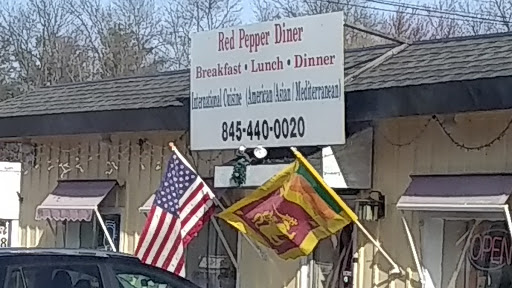 Red Pepper Diner
Breakfast • Lunch • Dinner
International Cuisine (American|Asian|Mediterranean)
845-440-0020
OPEN